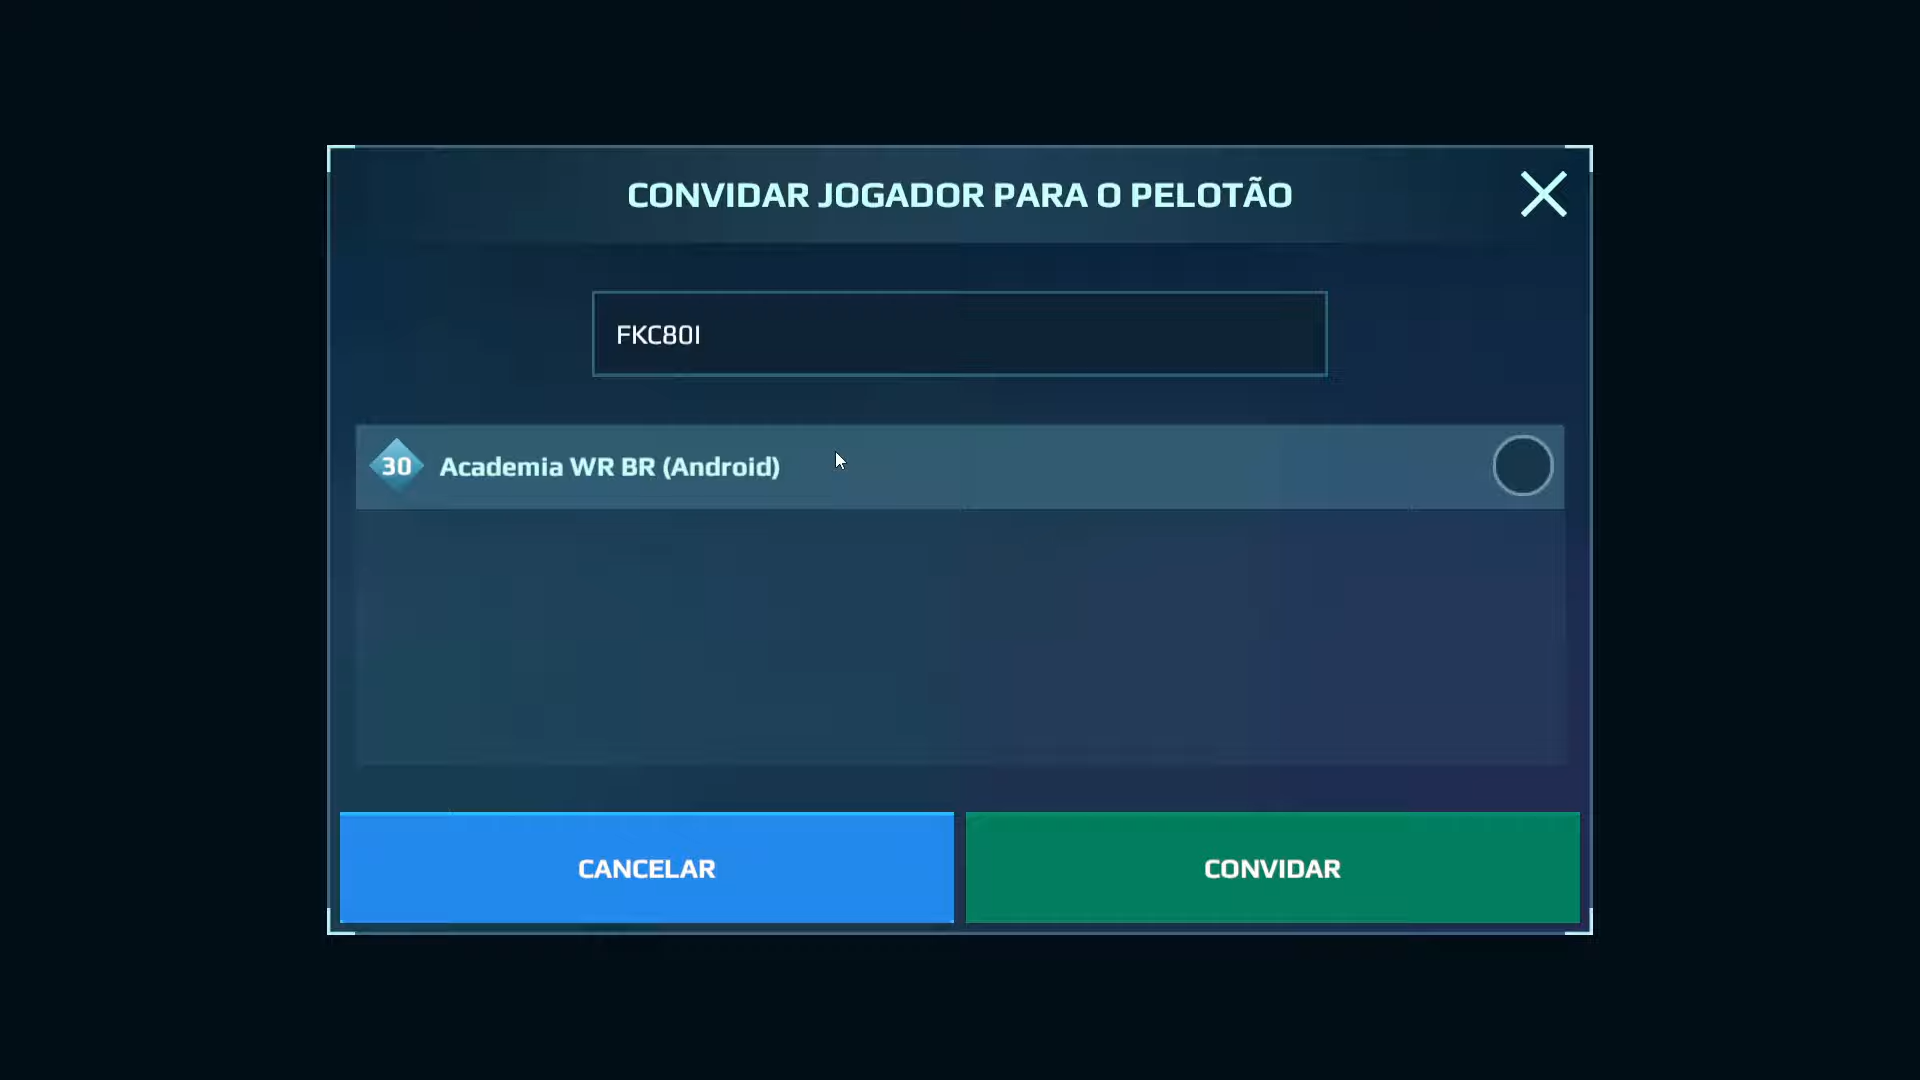 CONVIDAR JOGADOR PARA O PELOTÃO
FKC80I
30 Academia WR BR (Android)
CANCELAR
CONVIDAR